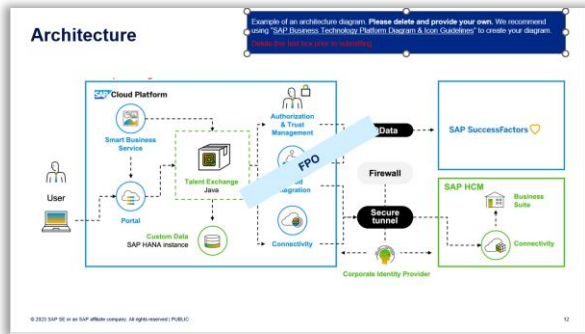 Architecture
Example of an architecture diagram. Please delete and provide your own. We recommend
using "SAP Business Technology Platform Diagram & Icon Guidelines" to create your diagram.
Delete this text box prior to submitting.
SAP Cloud Platform
Smart Business
Service
Portal
Talent Exchange
Java
Custom Data
SAP HANA instance
Authorization
& Trust
Management
Connectivity
FPO
User
Firewall
Secure
tunnel
Corporate Identity Provider
SAP SuccessFactors
SAP HCM
Business
Suite
Connectivity
© 2023 SAP SE or an SAP affiliate company. All rights reserved | PUBLIC
12